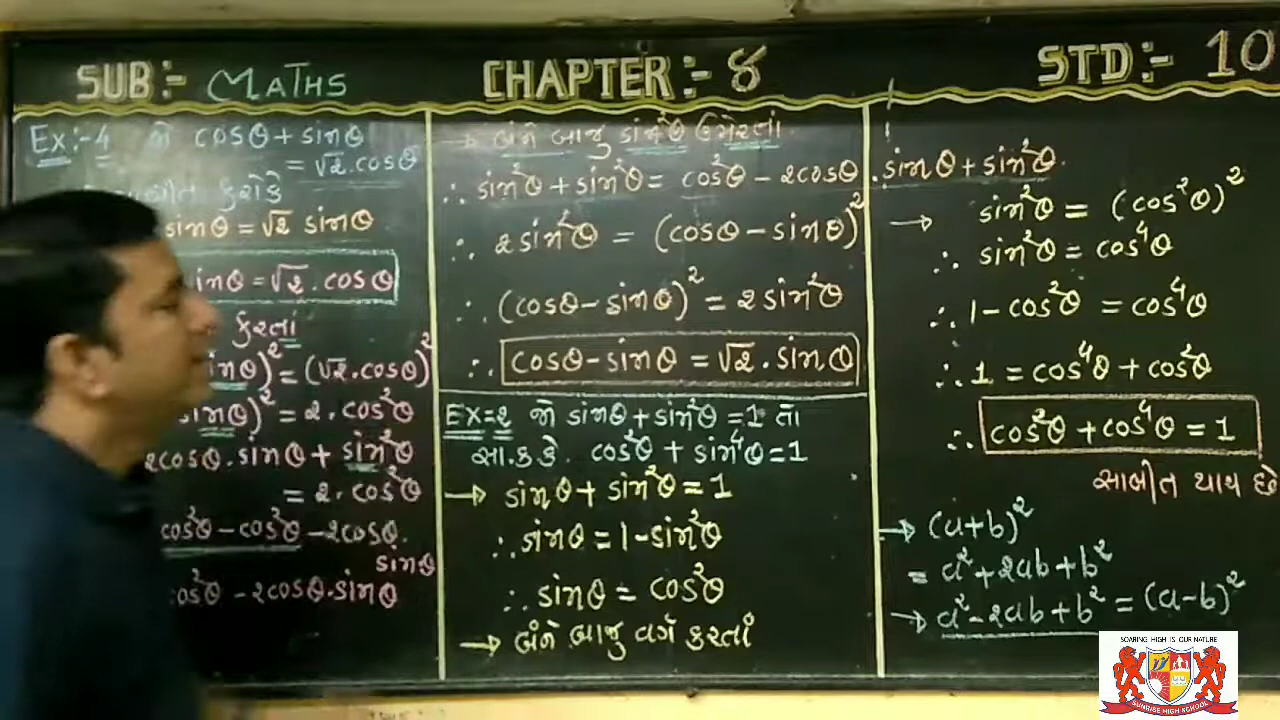 SUB:- MATHS
CHAPTER:- 8
STD:- 10
Ex:-4 જો cosθ+sinθ
= √2.cosθ
સાબીત કરોકે
sinθ = √2 sinθ
sinθ = √2.cosθ
કરતાં
sinθ)² = (√2.cosθ)²
sinθ)² = 2.cos²θ
2cosθ.sinθ + sin²θ
= 2.cos²θ
cos²θ - cos²θ - 2cosθ.
sinθ
cos²θ - 2cosθ.sinθ
→ બંને બાજુ sin²θ ઉમેરતાં.
∴ sin²θ + sin²θ = cos²θ - 2cosθ.sinθ + sin²θ.
∴ 2sin²θ = (cosθ - sinθ)²
∴ (cosθ - sinθ)² = 2sin²θ
∴ cosθ - sinθ = √2.sinθ
EX=2 જો sinθ + sin²θ = 1 તો
સા.ક.કે. cos²θ + sin⁴θ = 1
→ sinθ + sin²θ = 1
∴ sinθ = 1 - sin²θ
∴ sinθ = cos²θ
→ બંને બાજુ વર્ગ કરતાં
→ sin²θ = (cos²θ)²
∴ sin²θ = cos⁴θ
∴ 1 - cos²θ = cos⁴θ
∴ 1 = cos⁴θ + cos²θ
∴ cos²θ + cos⁴θ = 1
સાબીત થાય છે
→ (a+b)²
= a² + 2ab + b²
→ a² - 2ab + b² = (a-b)²
SOARING HIGH IS OUR NATURE
SUNRISE HIGH SCHOOL